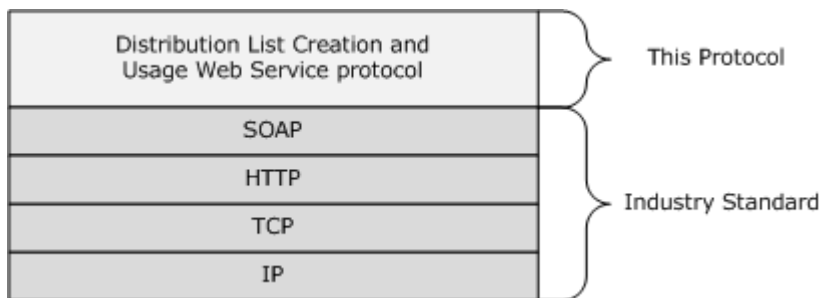 Distribution List Creation and
Usage Web Service protocol
This Protocol
SOAP
HTTP
TCP
IP
Industry Standard